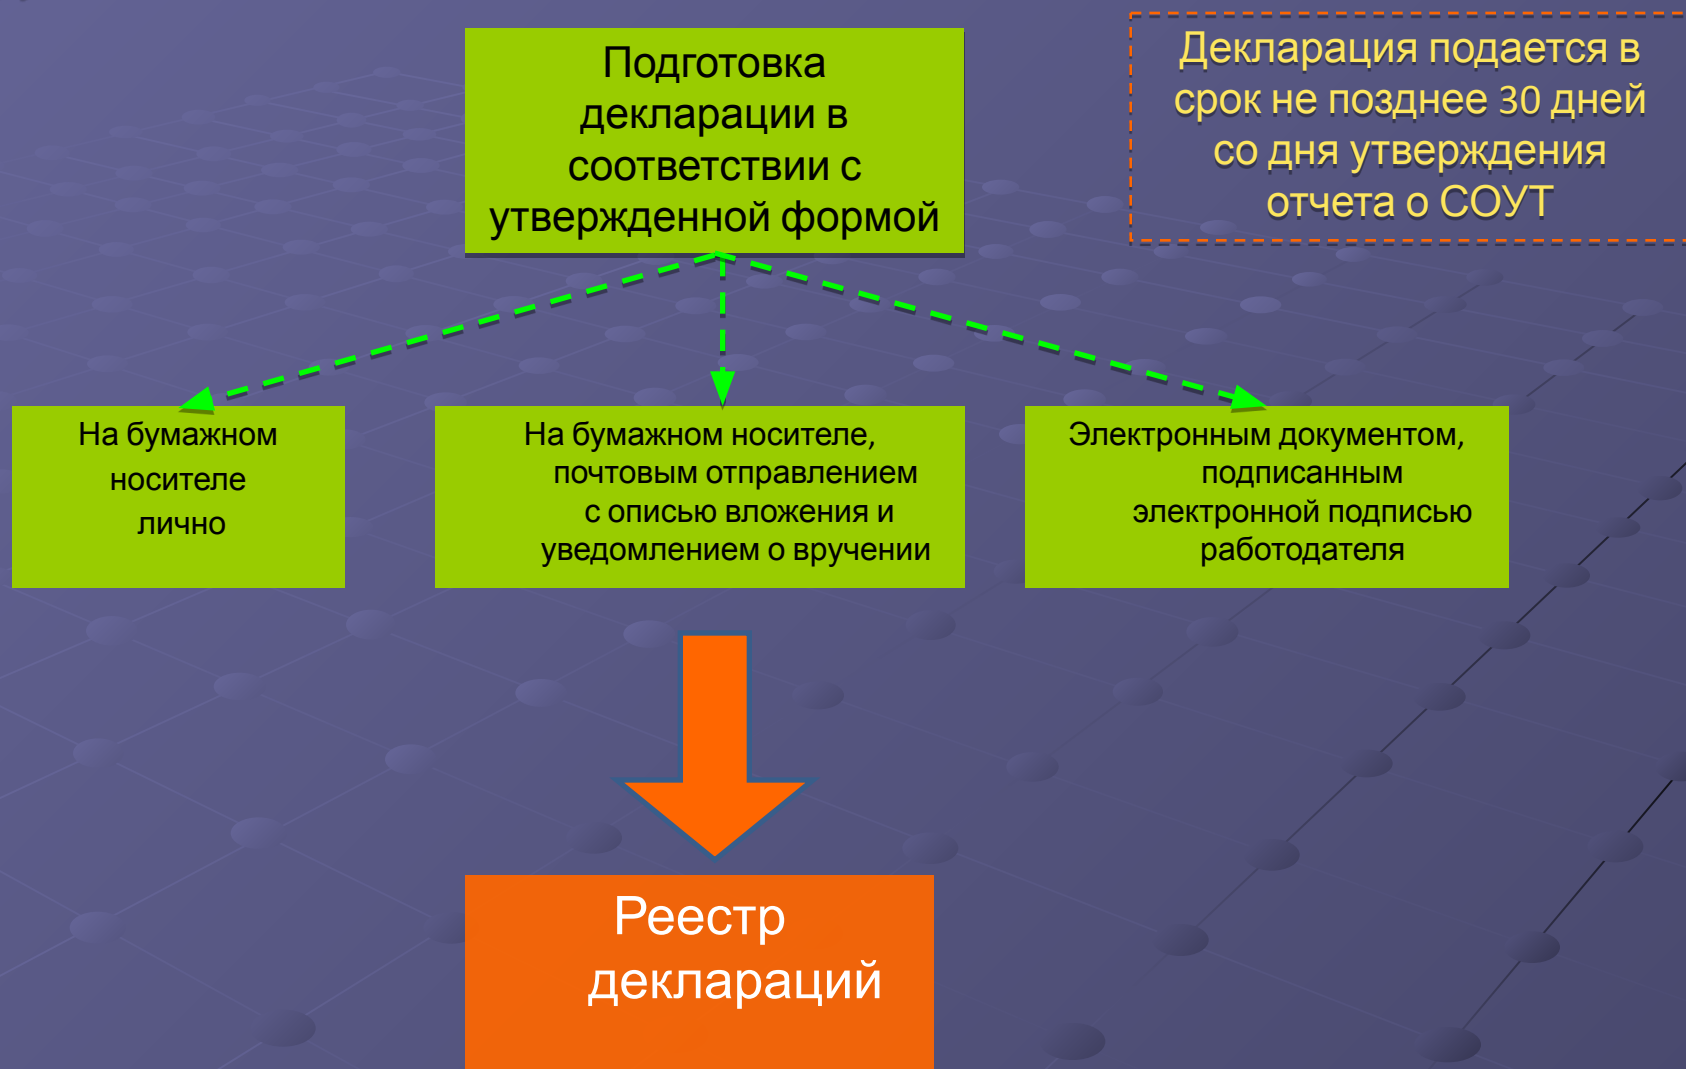 Подготовка
декларации в
соответствии с
утвержденной формой
Декларация подается в
срок не позднее 30 дней
со дня утверждения
отчета о СОУТ
На бумажном
носителе
лично
На бумажном носителе,
почтовым отправлением
с описью вложения и
уведомлением о вручении
Электронным документом,
подписанным
электронной подписью
работодателя
Реестр
деклараций